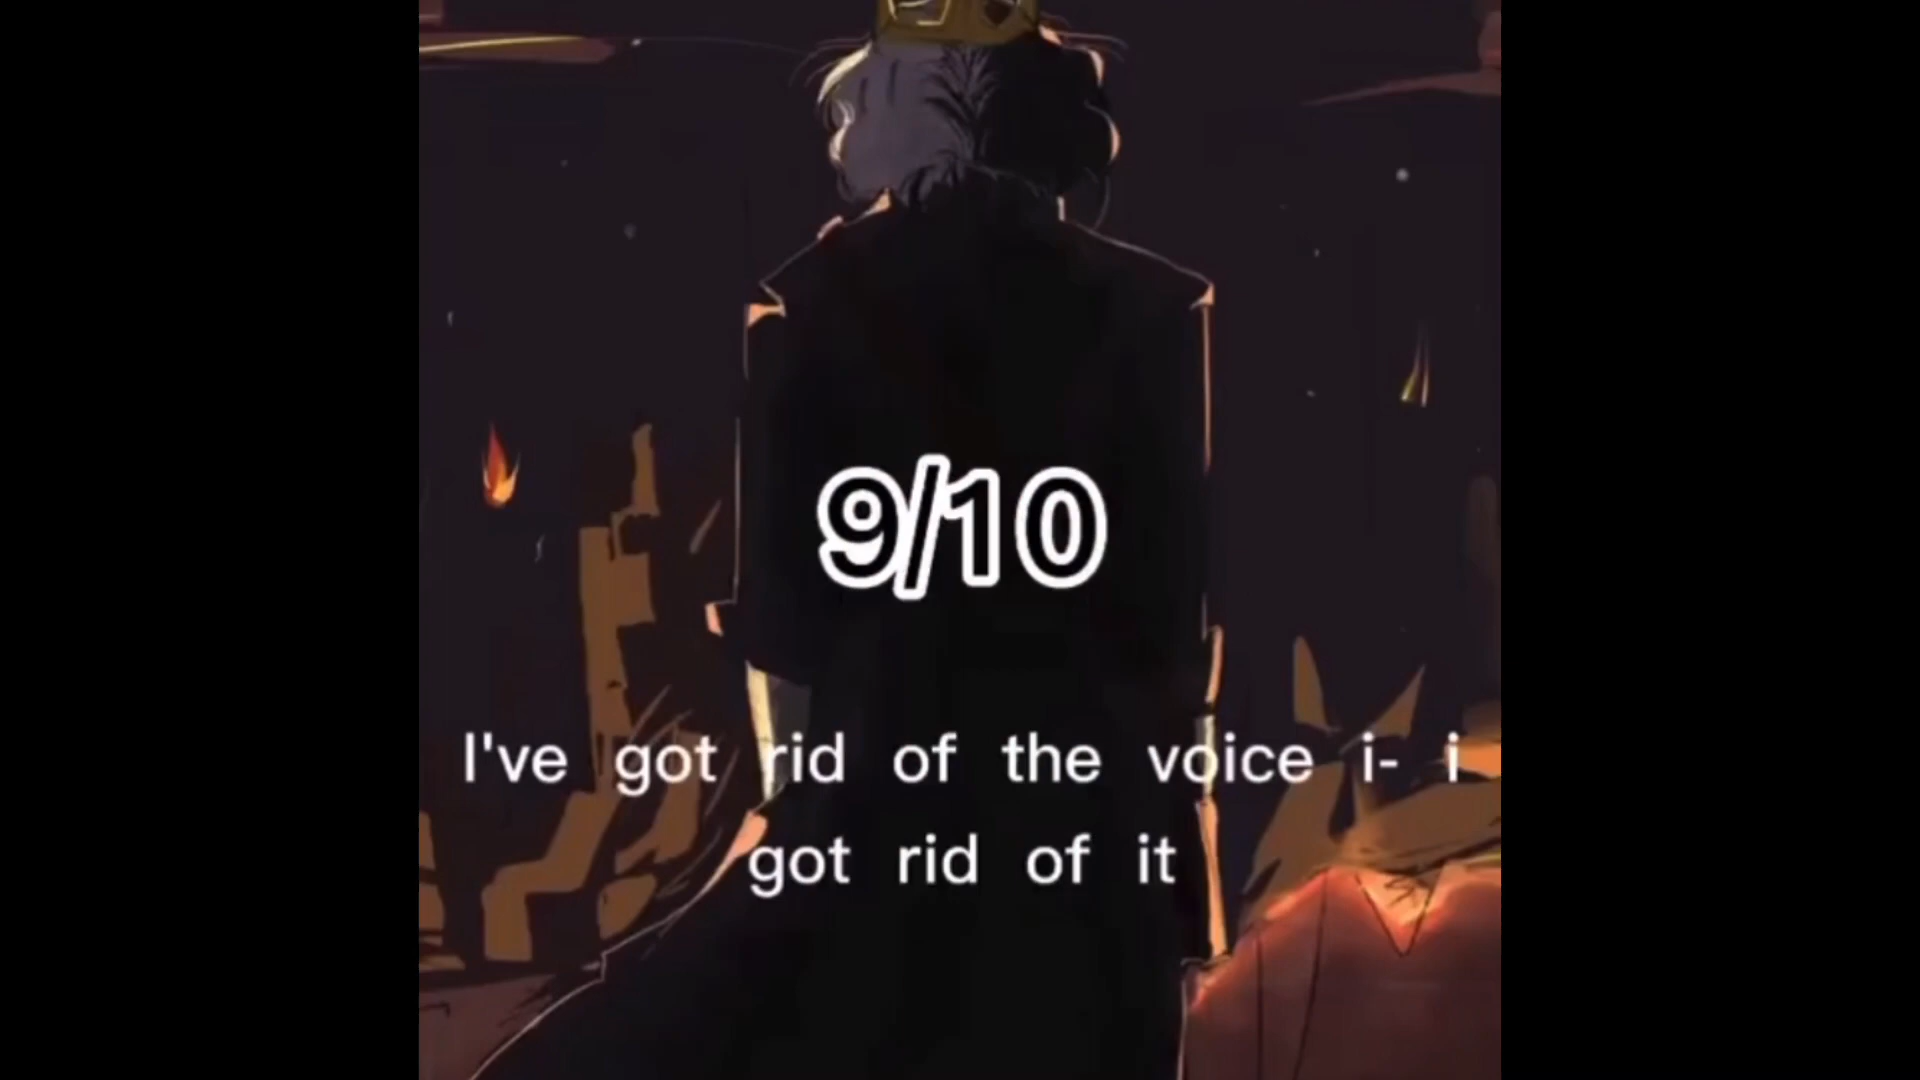 9/10
I've got rid of the voice i- i
got rid of it